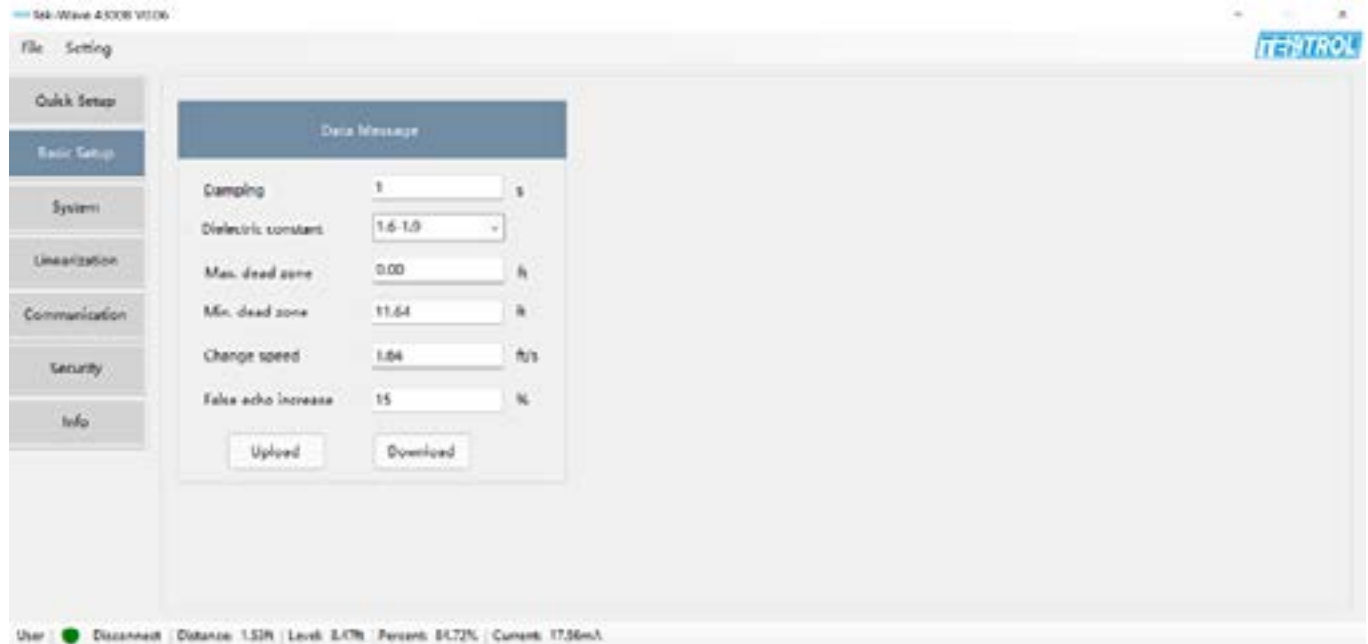 Tek-Wave 4300B V0.06
File Setting
TEKTROL
Quick Setup
Basic Setup
System
Linearization
Communication
Security
Info
Data Message
Damping 1 s
Dielectric constant 1.6-1.9
Max. dead zone 0.00 ft
Min. dead zone 11.64 ft
Change speed 1.64 ft/s
False echo increase 15 %
Upload Download
User Disconnect Distance: 1.53ft Level: 8.47ft Percent: 84.72% Current: 17.56mA